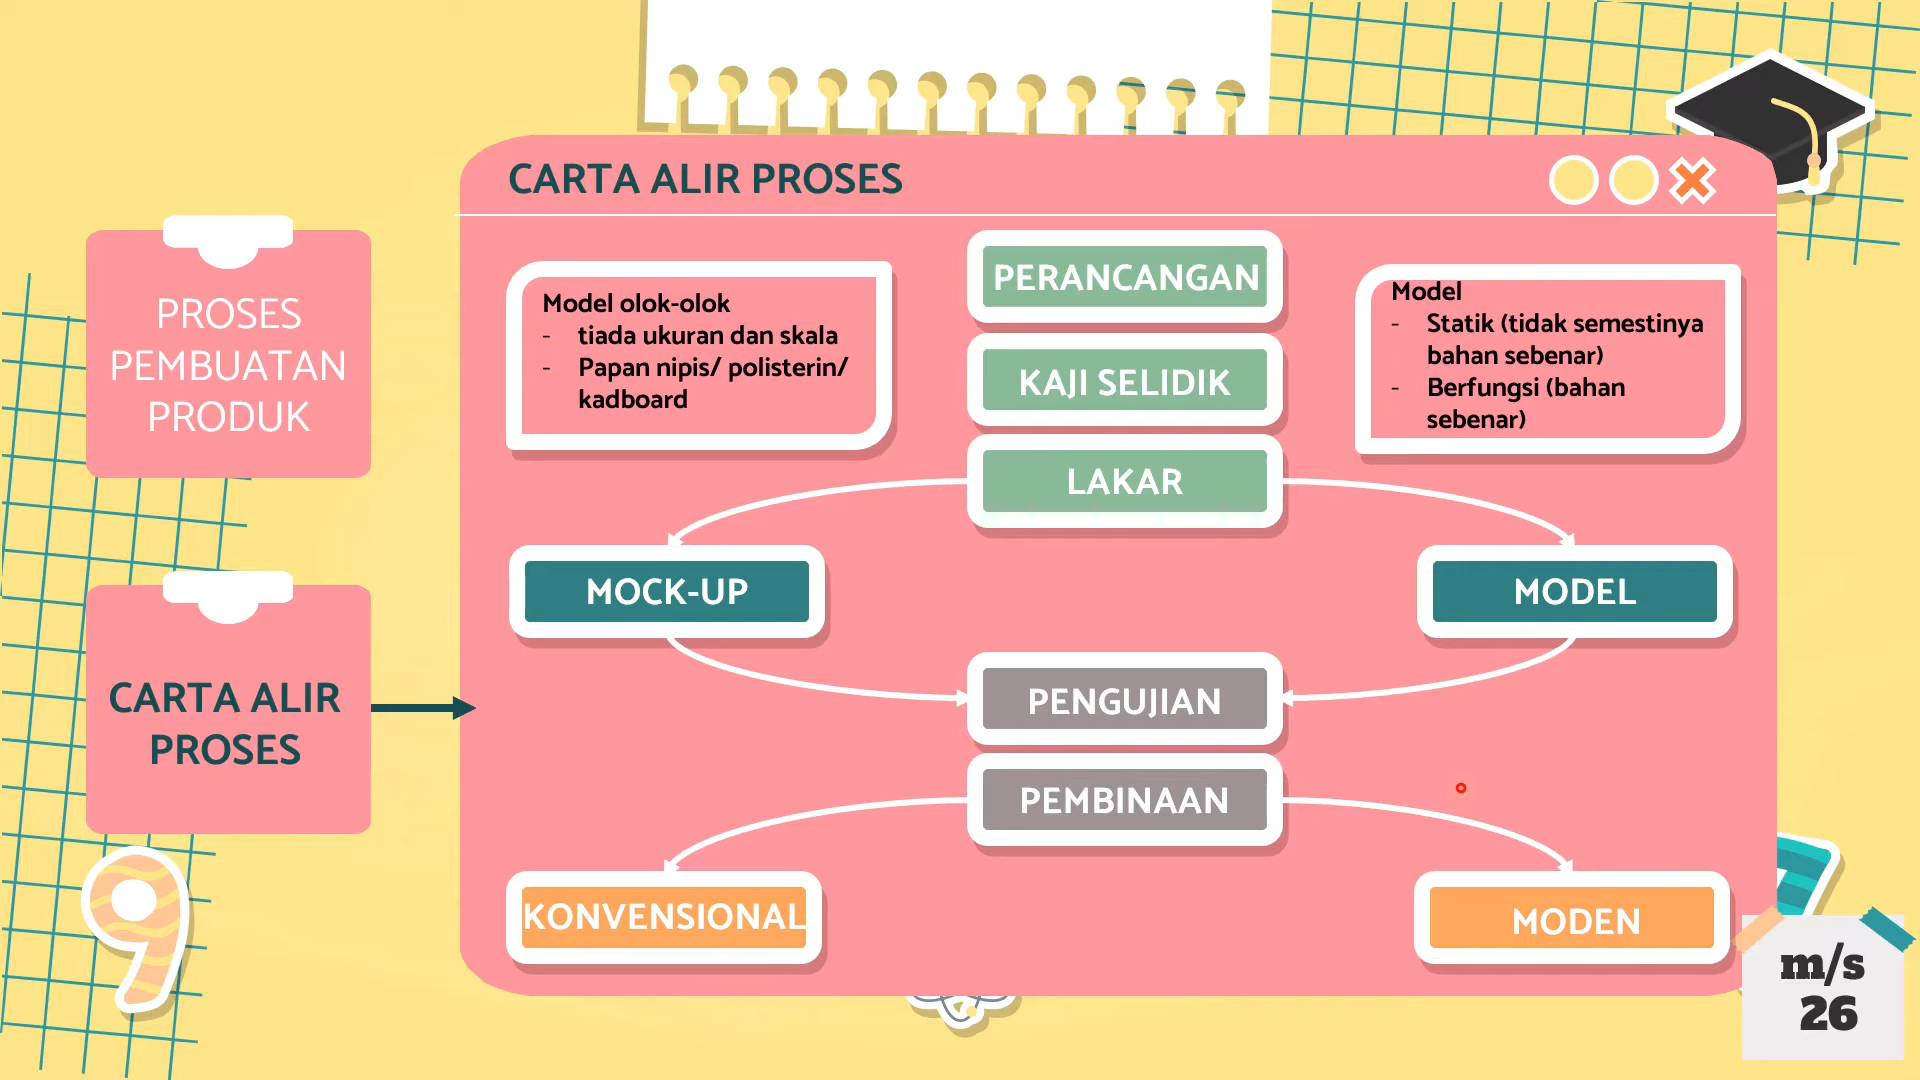 PROSES
PEMBUATAN
PRODUK
CARTA ALIR
PROSES
CARTA ALIR PROSES
Model olok-olok
- tiada ukuran dan skala
- Papan nipis/ polisterin/
kadboard
PERANCANGAN
KAJI SELIDIK
LAKAR
Model
- Statik (tidak semestinya
bahan sebenar)
- Berfungsi (bahan
sebenar)
MOCK-UP
MODEL
PENGUJIAN
PEMBINAAN
KONVENSIONAL
MODEN
9
m/s
26